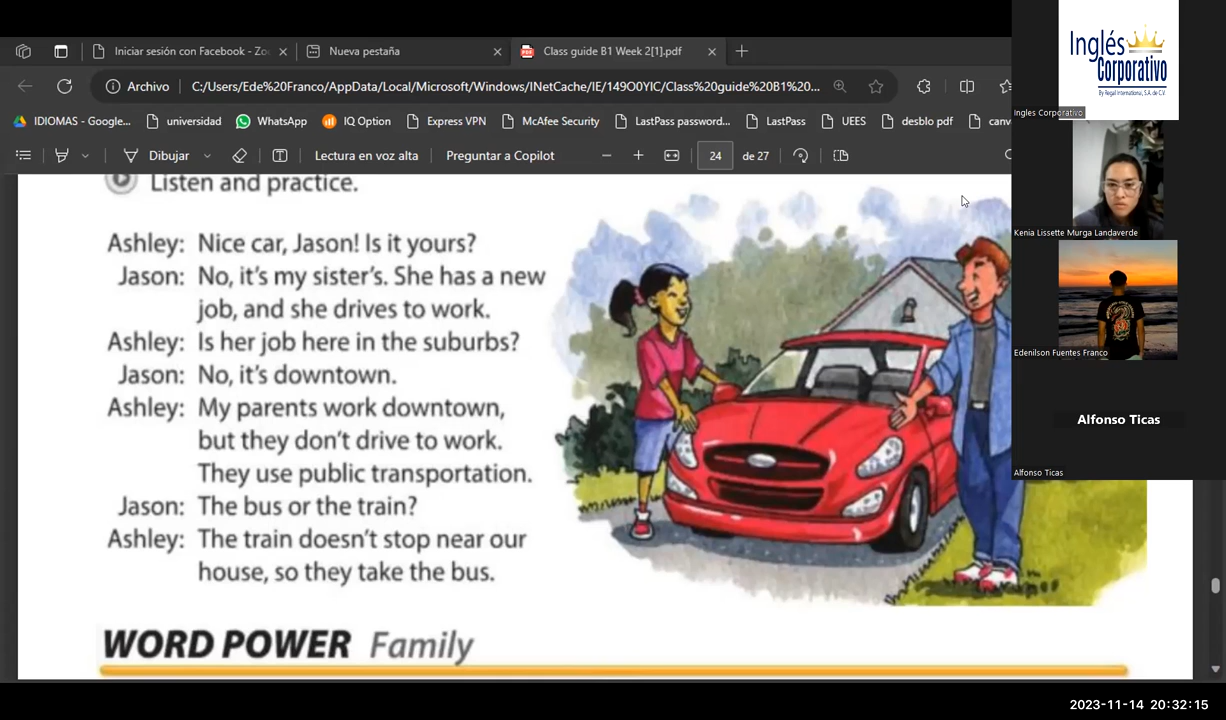 Iniciar sesión con Facebook - Zo
Nueva pestaña
Class guide B1 Week 2[1].pdf
Archivo
C:/Users/Ede%20Franco/AppData/Local/Microsoft/Windows/INetCache/IE/149O0YIC/Class%20guide%20B1%20...
IDIOMAS - Google...
universidad
WhatsApp
IQ Option
Express VPN
McAfee Security
LastPass password...
LastPass
UEES
desblo pdf
canv
Dibujar
Lectura en voz alta
Preguntar a Copilot
24
de 27
Listen and practice.
Ashley: Nice car, Jason! Is it yours?
Jason: No, it's my sister's. She has a new
job, and she drives to work.
Ashley: Is her job here in the suburbs?
Jason: No, it's downtown.
Ashley: My parents work downtown,
but they don't drive to work.
They use public transportation.
Jason: The bus or the train?
Ashley: The train doesn't stop near our
house, so they take the bus.
WORD POWER Family
Inglés
Corporativo
By Regal International, S.A. de C.V.
Ingles Corporativo
Kenia Lissette Murga Landaverde
Edenilson Fuentes Franco
Alfonso Ticas
Alfonso Ticas
2023-11-14 20:32:15